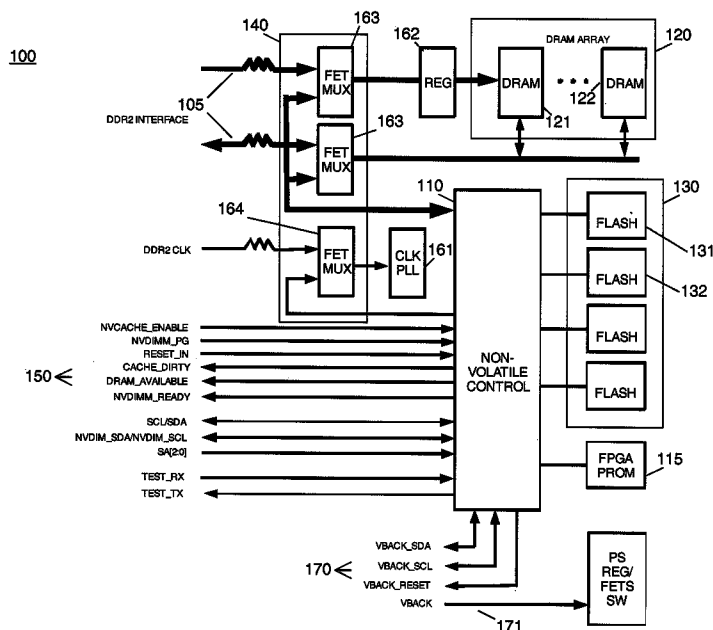 100
140
163
162
120
DRAM ARRAY
FET
MUX
REG
DRAM
• • •
DRAM
122
121
105
DDR2 INTERFACE
163
FET
MUX
110
130
164
FLASH
131
DDR2 CLK
FET
MUX
CLK
PLL
161
FLASH
132
NVCACHE_ENABLE
NVDIMM_PG
RESET_IN
CACHE_DIRTY
DRAM_AVAILABLE
NVDIMM_READY
150
NON-
VOLATILE
CONTROL
FLASH
FLASH
SCL/SDA
NVDIM_SDA/NVDIM_SCL
SA[2:0]
FPGA
PROM
115
TEST_RX
TEST_TX
VBACK_SDA
VBACK_SCL
VBACK_RESET
170
VBACK
171
PS
REG/
FETS
SW